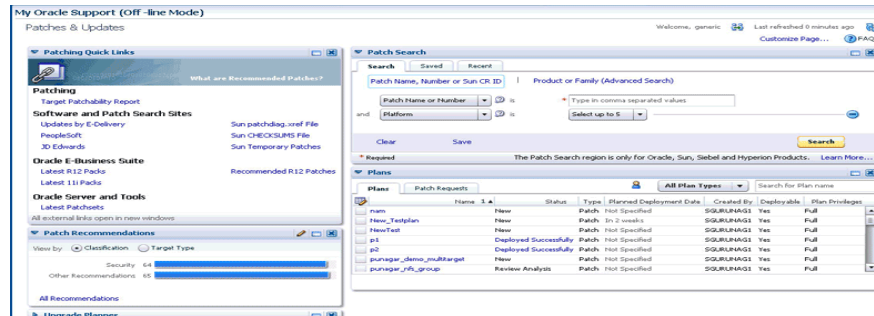 My Oracle Support (Off -line Mode)
Patches & Updates
Welcome, generic
Last refreshed 0 minutes ago
Customize Page...
FAQ
Patching Quick Links
What are Recommended Patches?
Patching
Target Patchability Report
Software and Patch Search Sites
Updates by E-Delivery
Sun patchdiag.xref File
PeopleSoft
Sun CHECKSUMS File
JD Edwards
Sun Temporary Patches
Oracle E-Business Suite
Latest R12 Packs
Recommended R12 Patches
Latest 11i Packs
Oracle Server and Tools
Latest Patchsets
All external links open in new windows
Patch Recommendations
View by Classification Target Type
Security 64
Other Recommendations 65
All Recommendations
Upgrade Planner
Patch Search
Search Saved Recent
Patch Name, Number or Sun CR ID | Product or Family (Advanced Search)
Patch Name or Number is * Type in comma separated values
and Platform is Select up to 5
Clear Save Search
* Required The Patch Search region is only for Oracle, Sun, Siebel and Hyperion Products. Learn More...
Plans
Plans Patch Requests All Plan Types Search for Plan name
Name 1 Status Type Planned Deployment Date Created By Deployable Plan Privileges
nam New Patch Not Specified SGURUNAG1 Yes Full
New_Testplan New Patch In 2 weeks SGURUNAG1 Yes Full
NewTest New Patch Not Specified SGURUNAG1 Yes Full
p1 Deployed Successfully Patch Not Specified SGURUNAG1 Yes Full
p2 Deployed Successfully Patch Not Specified SGURUNAG1 Yes Full
punagar_demo_multitarget New Patch Not Specified SGURUNAG1 Yes Full
punagar_nfs_group Review Analysis Patch Not Specified SGURUNAG1 Yes Full